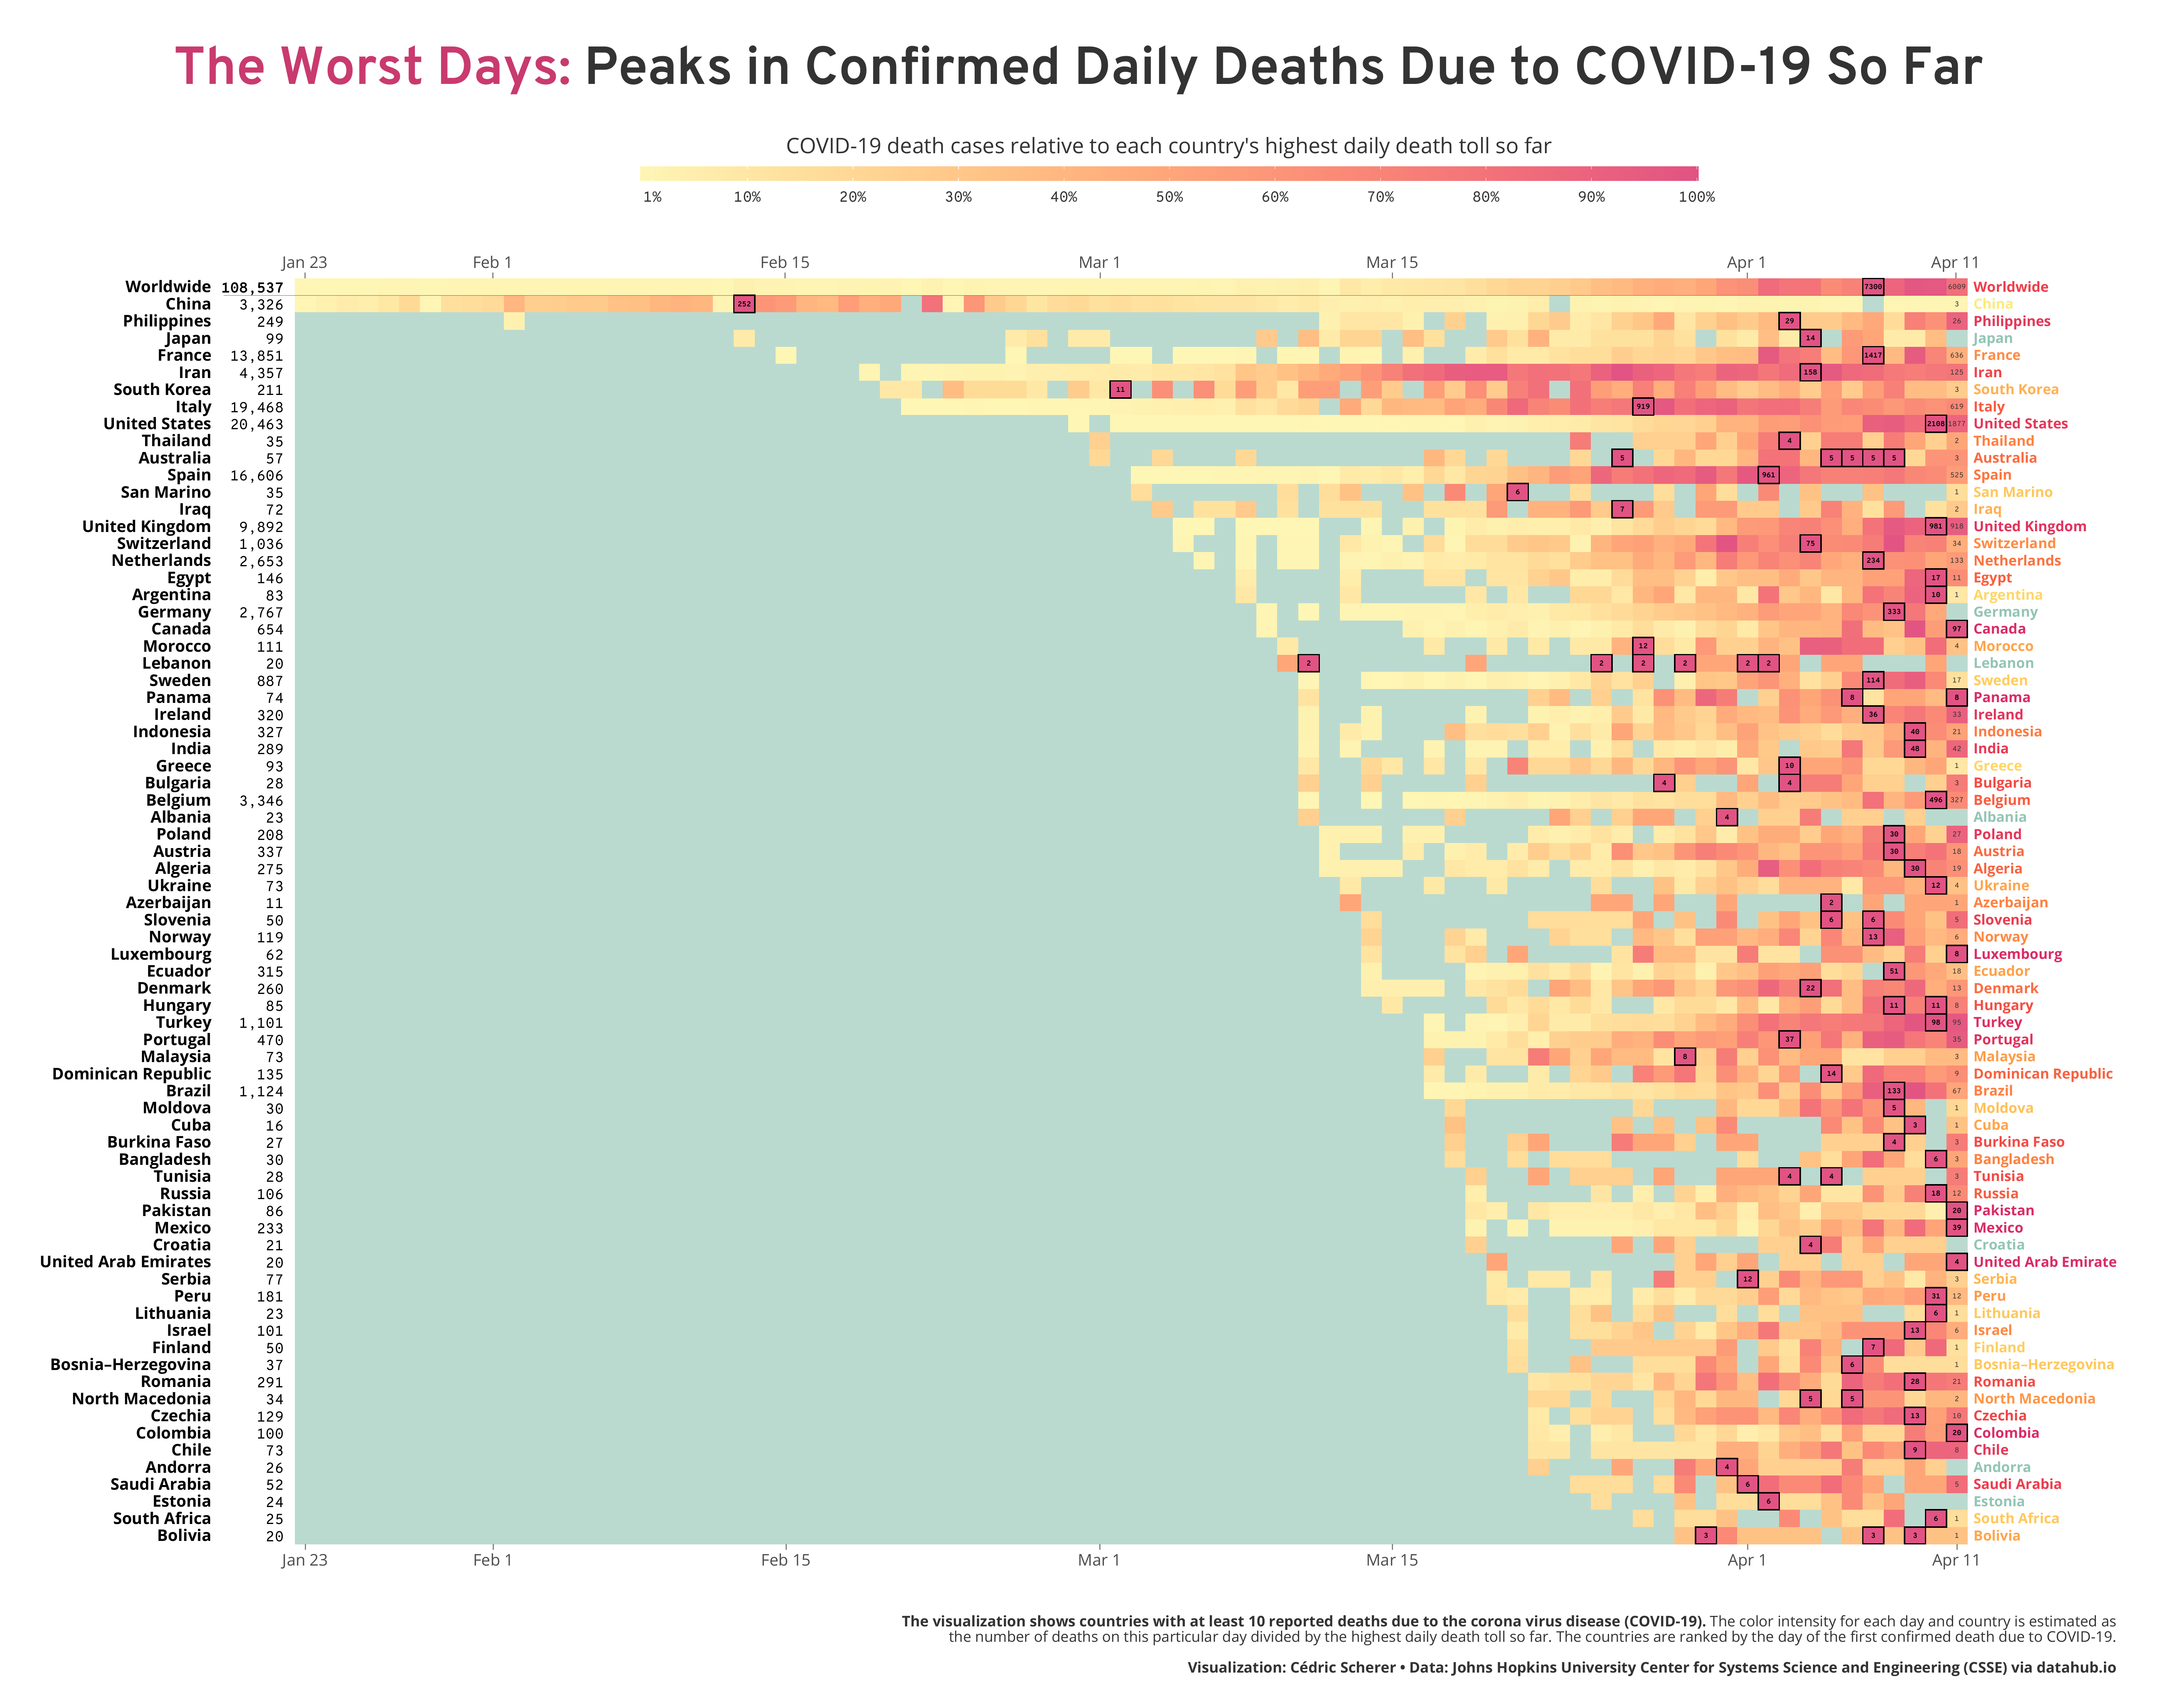 The Worst Days: Peaks in Confirmed Daily Deaths Due to COVID-19 So Far
COVID-19 death cases relative to each country's highest daily death toll so far
1% 10% 20% 30% 40% 50% 60% 70% 80% 90% 100%
Jan 23 Feb 1 Feb 15 Mar 1 Mar 15 Apr 1 Apr 11
Worldwide 108,537 7300 6009 Worldwide
China 3,326 252 3 China
Philippines 249 29 26 Philippines
Japan 99 14 Japan
France 13,851 1417 636 France
Iran 4,357 158 125 Iran
South Korea 211 11 3 South Korea
Italy 19,468 919 619 Italy
United States 20,463 2108 1877 United States
Thailand 35 4 2 Thailand
Australia 57 5 5 5 5 5 3 Australia
Spain 16,606 961 525 Spain
San Marino 35 6 1 San Marino
Iraq 72 7 2 Iraq
United Kingdom 9,892 981 918 United Kingdom
Switzerland 1,036 75 34 Switzerland
Netherlands 2,653 234 133 Netherlands
Egypt 146 17 11 Egypt
Argentina 83 10 1 Argentina
Germany 2,767 333 Germany
Canada 654 97 Canada
Morocco 111 12 4 Morocco
Lebanon 20 2 2 2 2 2 2 Lebanon
Sweden 887 114 17 Sweden
Panama 74 8 8 Panama
Ireland 320 36 33 Ireland
Indonesia 327 40 21 Indonesia
India 289 48 42 India
Greece 93 10 1 Greece
Bulgaria 28 4 4 3 Bulgaria
Belgium 3,346 496 327 Belgium
Albania 23 4 Albania
Poland 208 30 27 Poland
Austria 337 30 18 Austria
Algeria 275 30 19 Algeria
Ukraine 73 12 4 Ukraine
Azerbaijan 11 2 1 Azerbaijan
Slovenia 50 6 6 5 Slovenia
Norway 119 13 6 Norway
Luxembourg 62 8 Luxembourg
Ecuador 315 51 18 Ecuador
Denmark 260 22 13 Denmark
Hungary 85 11 11 8 Hungary
Turkey 1,101 98 95 Turkey
Portugal 470 37 35 Portugal
Malaysia 73 8 3 Malaysia
Dominican Republic 135 14 9 Dominican Republic
Brazil 1,124 133 67 Brazil
Moldova 30 5 1 Moldova
Cuba 16 3 1 Cuba
Burkina Faso 27 4 3 Burkina Faso
Bangladesh 30 6 3 Bangladesh
Tunisia 28 4 4 3 Tunisia
Russia 106 18 12 Russia
Pakistan 86 20 Pakistan
Mexico 233 39 Mexico
Croatia 21 4 Croatia
United Arab Emirates 20 4 United Arab Emirate
Serbia 77 12 3 Serbia
Peru 181 31 12 Peru
Lithuania 23 6 1 Lithuania
Israel 101 13 6 Israel
Finland 50 7 1 Finland
Bosnia–Herzegovina 37 6 1 Bosnia–Herzegovina
Romania 291 28 21 Romania
North Macedonia 34 5 5 2 North Macedonia
Czechia 129 13 10 Czechia
Colombia 100 20 Colombia
Chile 73 9 8 Chile
Andorra 26 4 Andorra
Saudi Arabia 52 6 5 Saudi Arabia
Estonia 24 6 Estonia
South Africa 25 6 1 South Africa
Bolivia 20 3 3 3 1 Bolivia
Jan 23 Feb 1 Feb 15 Mar 1 Mar 15 Apr 1 Apr 11
The visualization shows countries with at least 10 reported deaths due to the corona virus disease (COVID-19). The color intensity for each day and country is estimated as
the number of deaths on this particular day divided by the highest daily death toll so far. The countries are ranked by the day of the first confirmed death due to COVID-19.
Visualization: Cédric Scherer • Data: Johns Hopkins University Center for Systems Science and Engineering (CSSE) via datahub.io